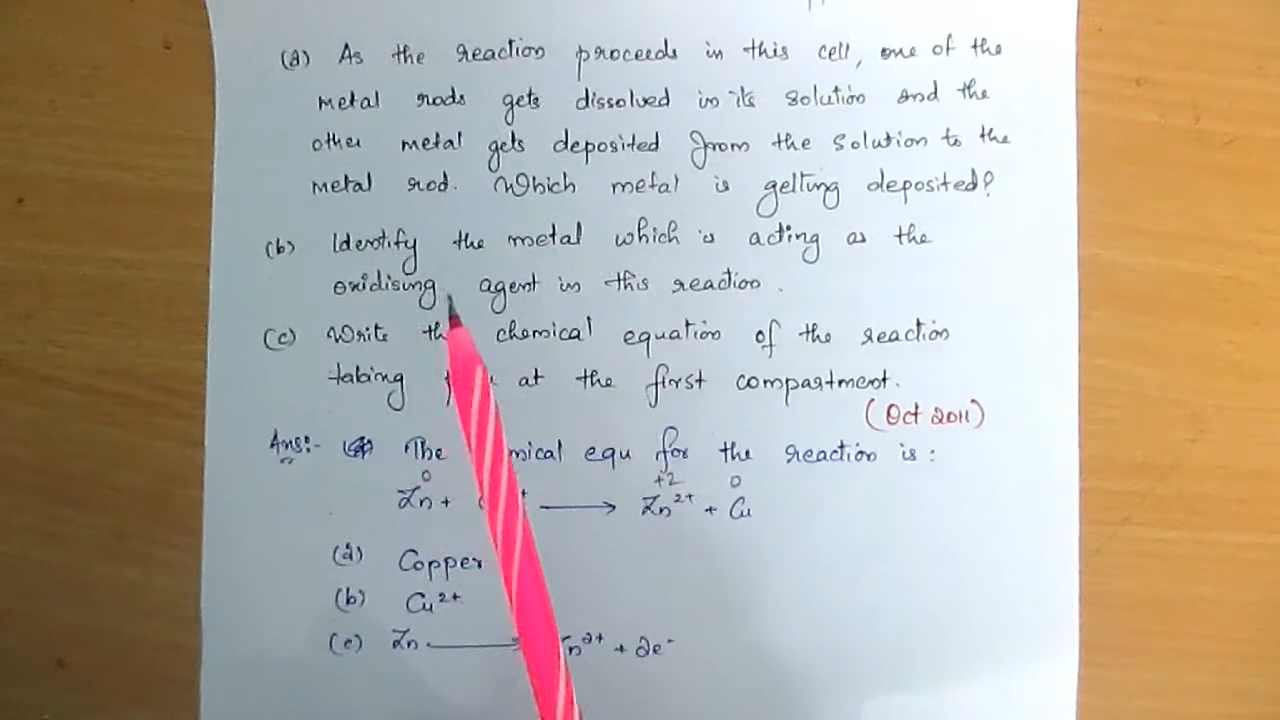 (a) As the reaction proceeds in this cell, one of the
metal rods gets dissolved in its solution and the
other metal gets deposited from the solution to the
metal rod. Which metal is getting deposited?
(b) Identify the metal which is acting as the
oxidising agent in this reaction.
(c) Write the chemical equation of the reaction
taking at the first compartment.
(Oct 2011)
Ans:- The equ for the reaction is :
0 +2 0
Zn + ⟶ Zn²⁺ + Cu
(a) Copper
(b) Cu²⁺
(c) Zn ⟶ Zn²⁺ + 2e⁻